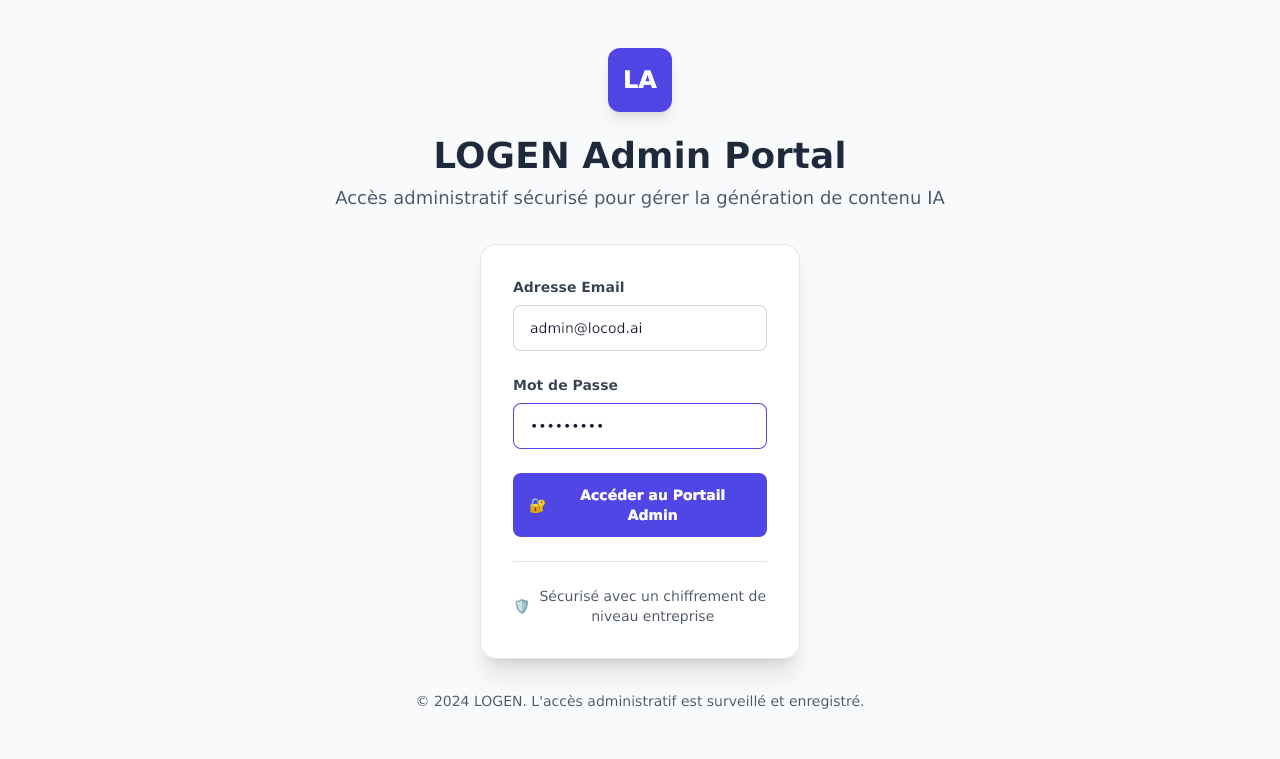 LA
LOGEN Admin Portal
Accès administratif sécurisé pour gérer la génération de contenu IA
Adresse Email
admin@locod.ai
Mot de Passe
•••••••••
🔐 Accéder au Portail
Admin
🛡️ Sécurisé avec un chiffrement de
niveau entreprise
© 2024 LOGEN. L'accès administratif est surveillé et enregistré.